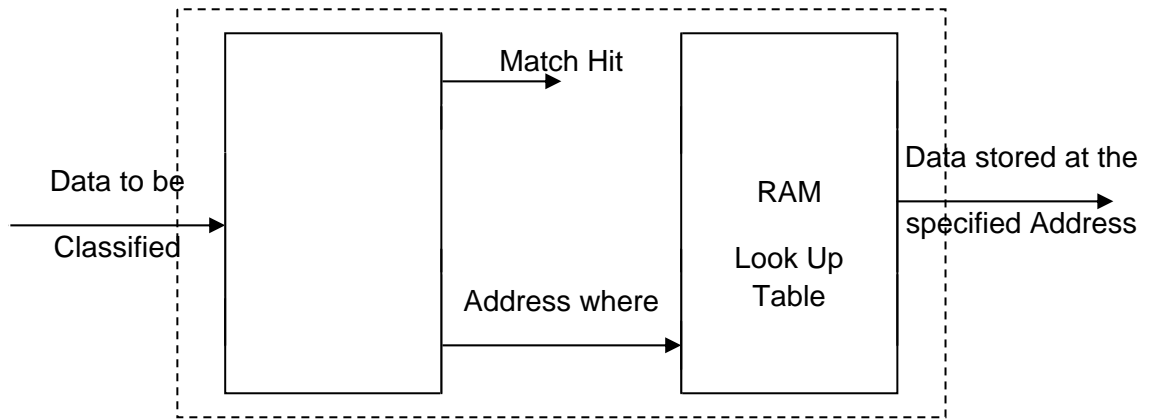 Match Hit
Data to be
Classified
Address where
RAM
Look Up
Table
Data stored at the
specified Address